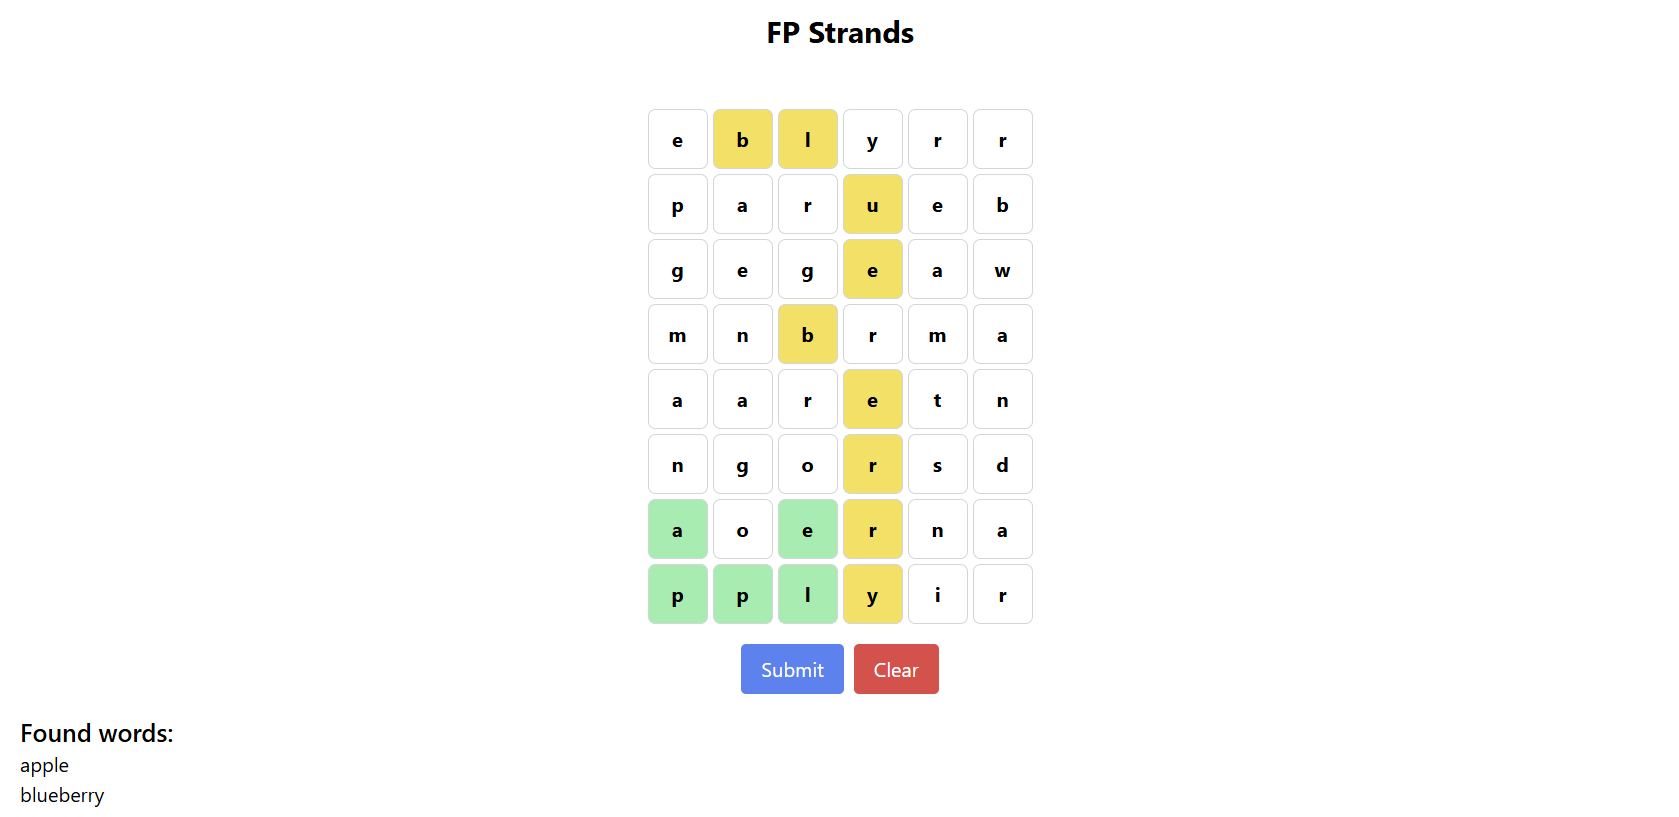 FP Strands
e b l y r r
p a r u e b
g e g e a w
m n b r m a
a a r e t n
n g o r s d
a o e r n a
p p l y i r
Submit Clear
Found words:
apple
blueberry